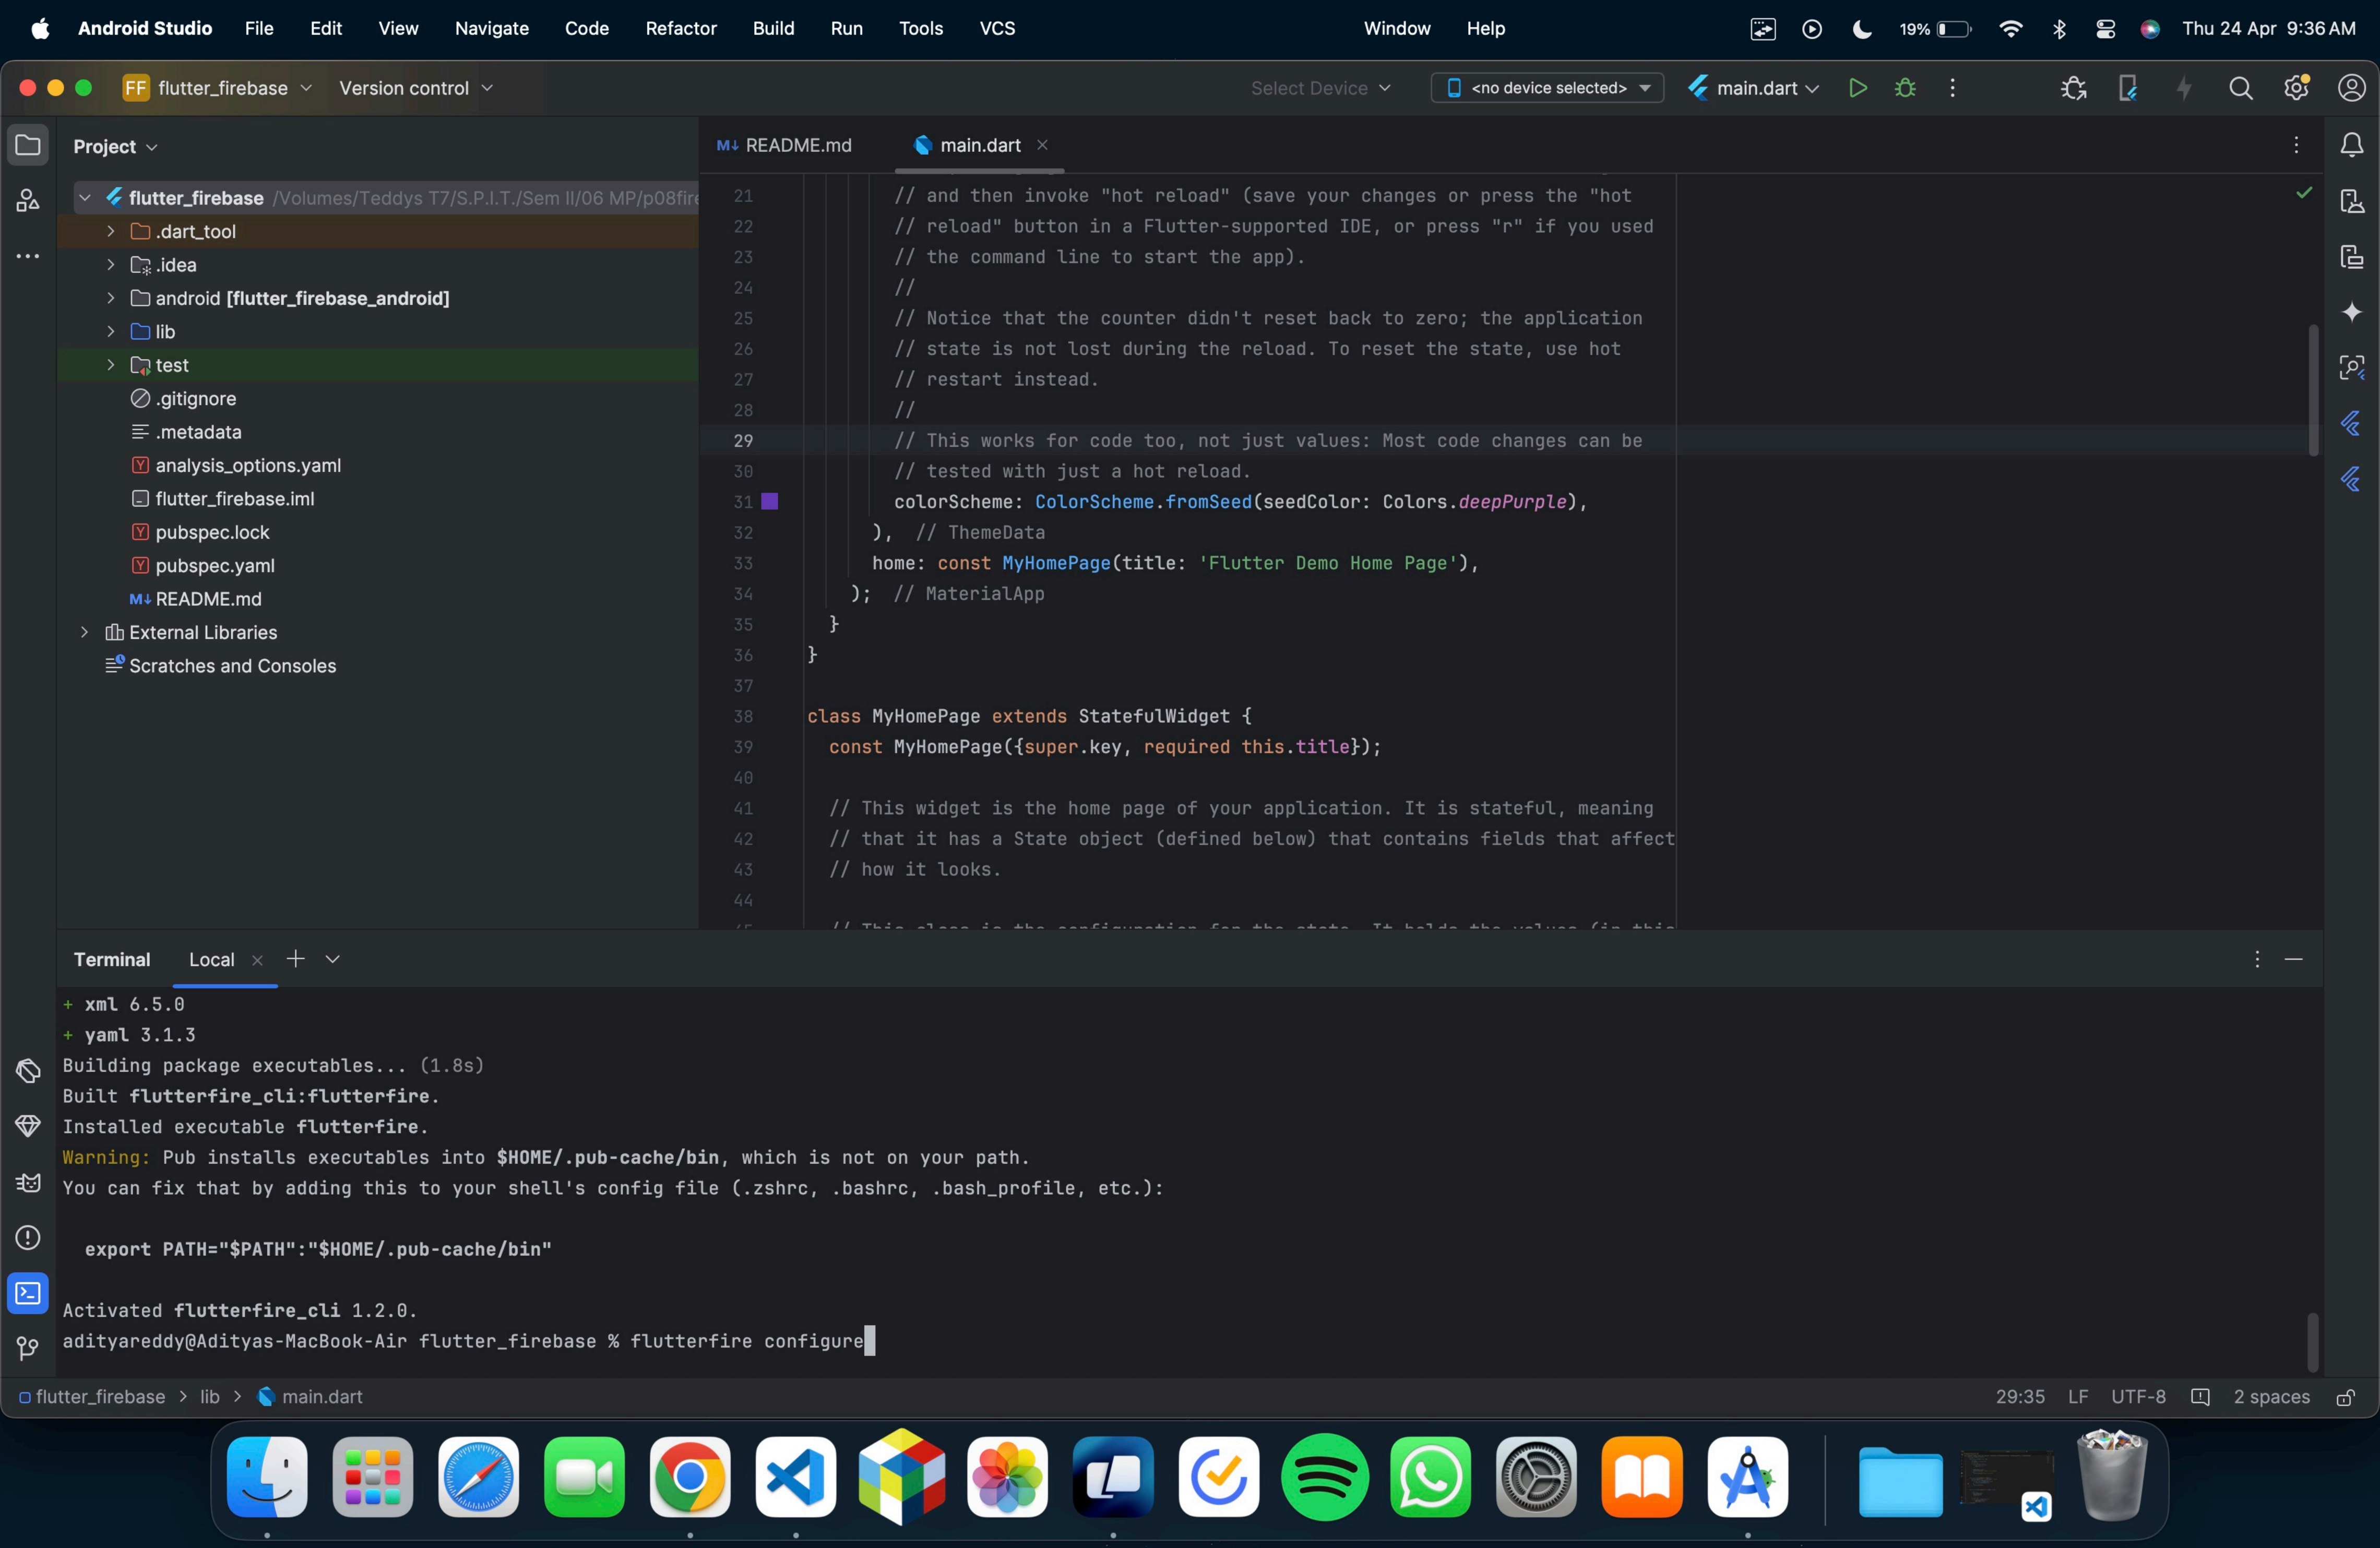 Android Studio File Edit View Navigate Code Refactor Build Run Tools VCS Window Help 19% Thu 24 Apr 9:36 AM
FF flutter_firebase Version control Select Device <no device selected> main.dart
Project
flutter_firebase /Volumes/Teddys T7/S.P.I.T./Sem II/06 MP/p08fire
.dart_tool
.idea
android [flutter_firebase_android]
lib
test
.gitignore
.metadata
Y analysis_options.yaml
flutter_firebase.iml
Y pubspec.lock
Y pubspec.yaml
M↓ README.md
External Libraries
Scratches and Consoles
M↓ README.md main.dart
21 // and then invoke "hot reload" (save your changes or press the "hot
22 // reload" button in a Flutter-supported IDE, or press "r" if you used
23 // the command line to start the app).
24 //
25 // Notice that the counter didn't reset back to zero; the application
26 // state is not lost during the reload. To reset the state, use hot
27 // restart instead.
28 //
29 // This works for code too, not just values: Most code changes can be
30 // tested with just a hot reload.
31 colorScheme: ColorScheme.fromSeed(seedColor: Colors.deepPurple),
32 ), // ThemeData
33 home: const MyHomePage(title: 'Flutter Demo Home Page'),
34 ); // MaterialApp
35 }
36 }
37
38 class MyHomePage extends StatefulWidget {
39 const MyHomePage({super.key, required this.title});
40
41 // This widget is the home page of your application. It is stateful, meaning
42 // that it has a State object (defined below) that contains fields that affect
43 // how it looks.
44
45 // This class is the configuration for the state. It holds the values (in this
Terminal Local
+ xml 6.5.0
+ yaml 3.1.3
Building package executables... (1.8s)
Built flutterfire_cli:flutterfire.
Installed executable flutterfire.
Warning: Pub installs executables into $HOME/.pub-cache/bin, which is not on your path.
You can fix that by adding this to your shell's config file (.zshrc, .bashrc, .bash_profile, etc.):
export PATH="$PATH":"$HOME/.pub-cache/bin"
Activated flutterfire_cli 1.2.0.
adityareddy@Adityas-MacBook-Air flutter_firebase % flutterfire configure
flutter_firebase > lib > main.dart 29:35 LF UTF-8 2 spaces